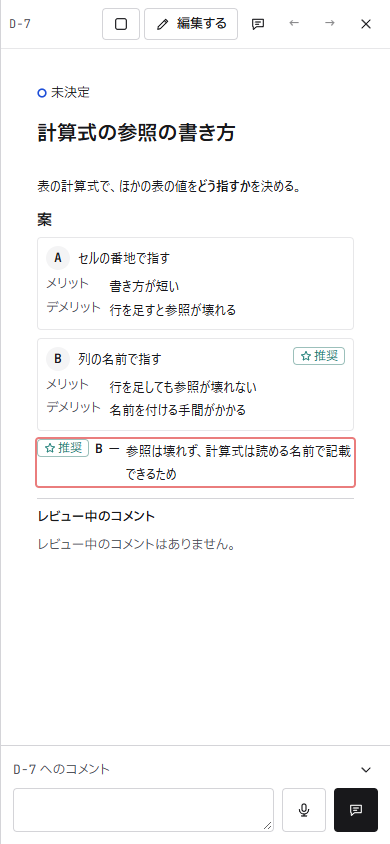 D-7
編集する
未決定
計算式の参照の書き方
表の計算式で、ほかの表の値をどう指すかを決める。
案
A セルの番地で指す
メリット 書き方が短い
デメリット 行を足すと参照が壊れる
B 列の名前で指す 推奨
メリット 行を足しても参照が壊れない
デメリット 名前を付ける手間がかかる
推奨 B — 参照は壊れず、計算式は読める名前で記載
できるため
レビュー中のコメント
レビュー中のコメントはありません。
D-7 へのコメント